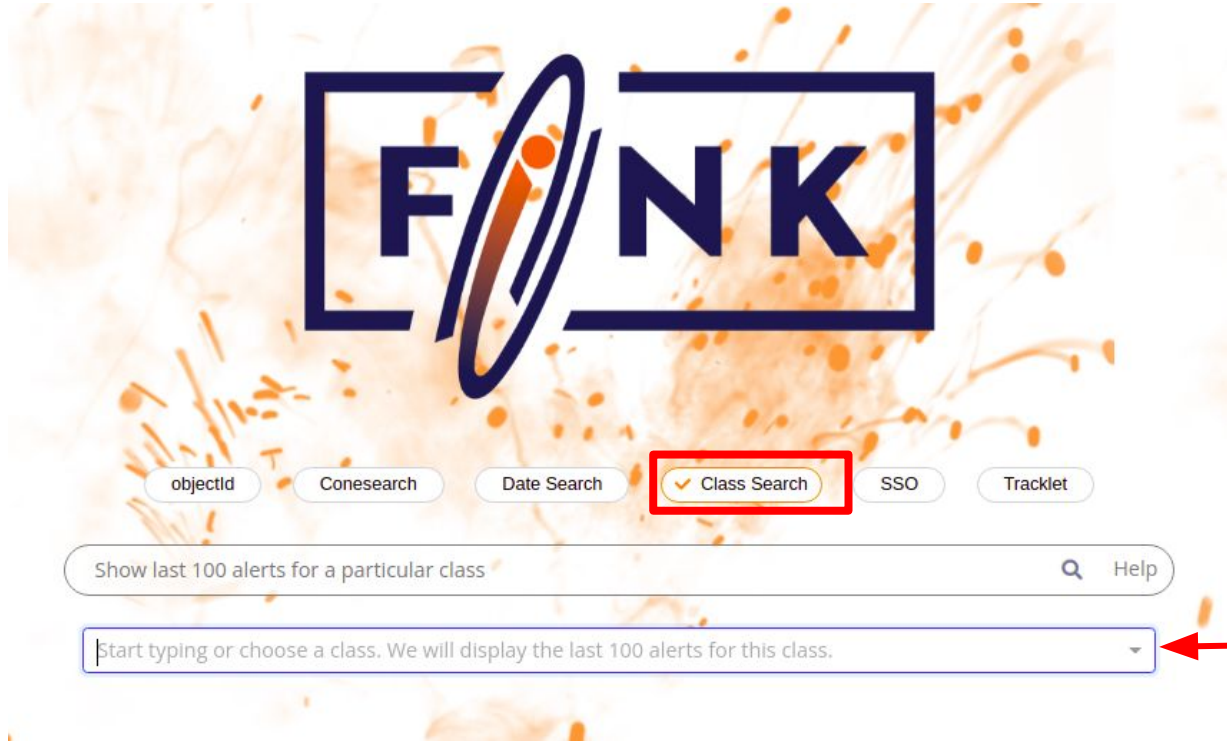 FINK
objectId Conesearch Date Search Class Search SSO Tracklet
Show last 100 alerts for a particular class Help
Start typing or choose a class. We will display the last 100 alerts for this class.